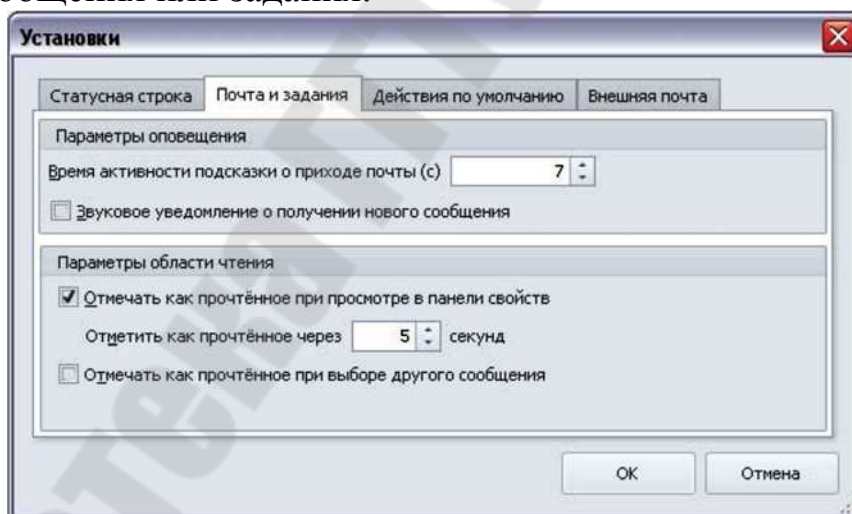 Установки
Статусная строка Почта и задания Действия по умолчанию Внешняя почта
Параметры оповещения
Время активности подсказки о приходе почты (с) 7
Звуковое уведомление о получении нового сообщения
Параметры области чтения
Отмечать как прочтённое при просмотре в панели свойств
Отметить как прочтённое через 5 секунд
Отмечать как прочтённое при выборе другого сообщения
OK Отмена